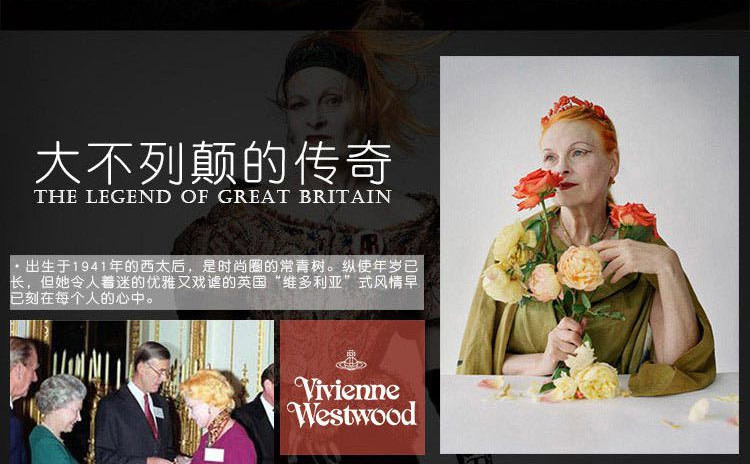 大不列颠的传奇
THE LEGEND OF GREAT BRITAIN
·出生于1941年的西太后，是时尚圈的常青树。纵使年岁已
长，但她令人着迷的优雅又戏谑的英国“维多利亚”式风情早
已刻在每个人的心中。
Vivienne
Westwood